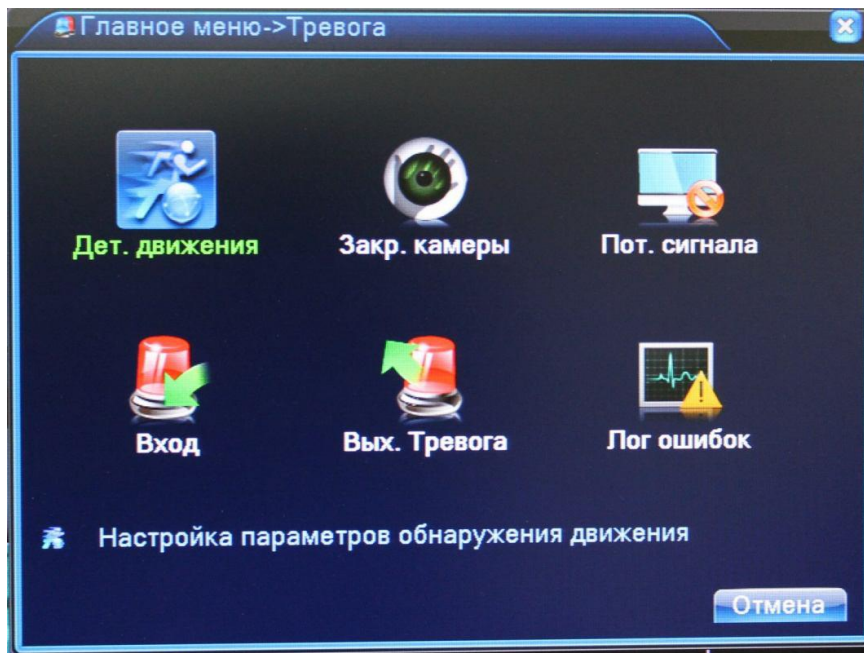 Главное меню->Тревога
Дет. движения
Закр. камеры
Пот. сигнала
Вход
Вых. Тревога
Лог ошибок
Настройка параметров обнаружения движения
Отмена